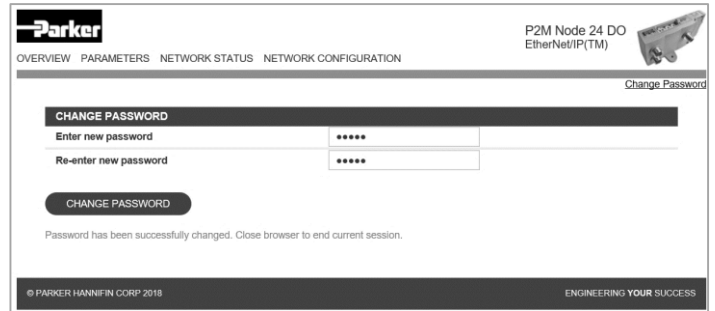 Parker
P2M Node 24 DO
EtherNet/IP(TM)
OVERVIEW PARAMETERS NETWORK STATUS NETWORK CONFIGURATION
Change Password
CHANGE PASSWORD
Enter new password •••••
Re-enter new password •••••
CHANGE PASSWORD
Password has been successfully changed. Close browser to end current session.
© PARKER HANNIFIN CORP 2018 ENGINEERING YOUR SUCCESS